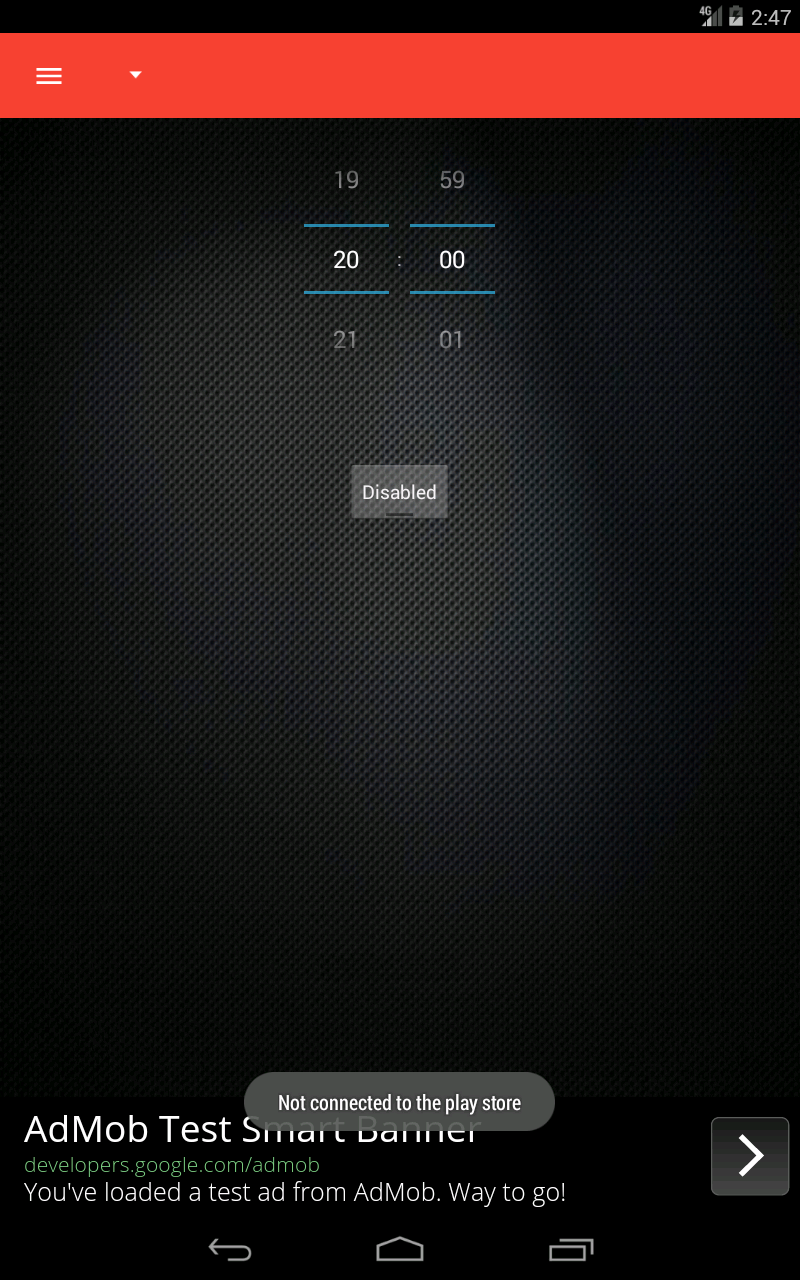 4G 2:47
19 59
20 : 00
21 01
Disabled
Not connected to the play store
AdMob Test Smart Banner
developers.google.com/admob
You've loaded a test ad from AdMob. Way to go!